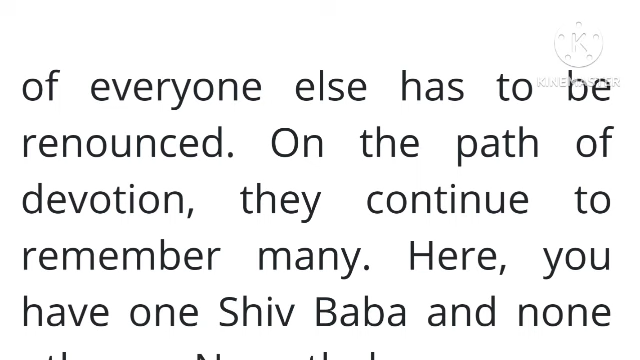 KINEMASTER
of everyone else has to be
renounced. On the path of
devotion, they continue to
remember many. Here, you
have one Shiv Baba and none